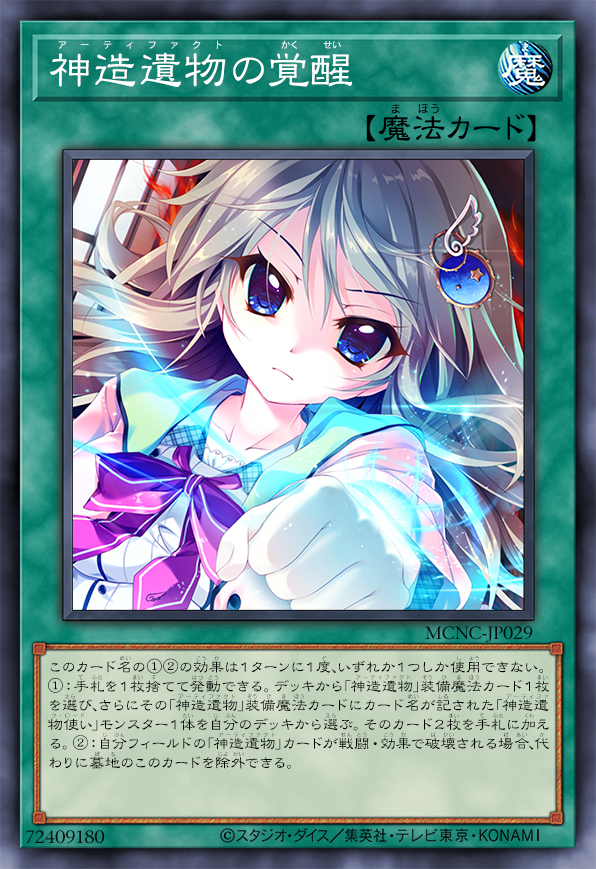 アーティファクト かくせい
神造遺物の覚醒
魔
まほう
【魔法カード】
MCNC-JP029
このカード名の①②の効果は1ターンに1度、いずれか1つしか使用できない。
①:手札を1枚捨てて発動できる。デッキから「神造遺物」装備魔法カード1枚
を選び、さらにその「神造遺物」装備魔法カードにカード名が記された「神造遺
物使い」モンスター1体を自分のデッキから選ぶ。そのカード2枚を手札に加え
る。②:自分フィールドの「神造遺物」カードが戦闘・効果で破壊される場合、代
わりに墓地のこのカードを除外できる。
72409180 ©スタジオ・ダイス/集英社・テレビ東京・KONAMI